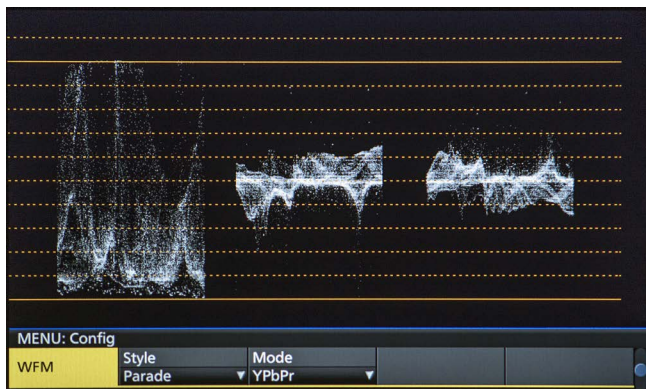 MENU: Config
WFM
Style
Mode
Parade
YPbPr